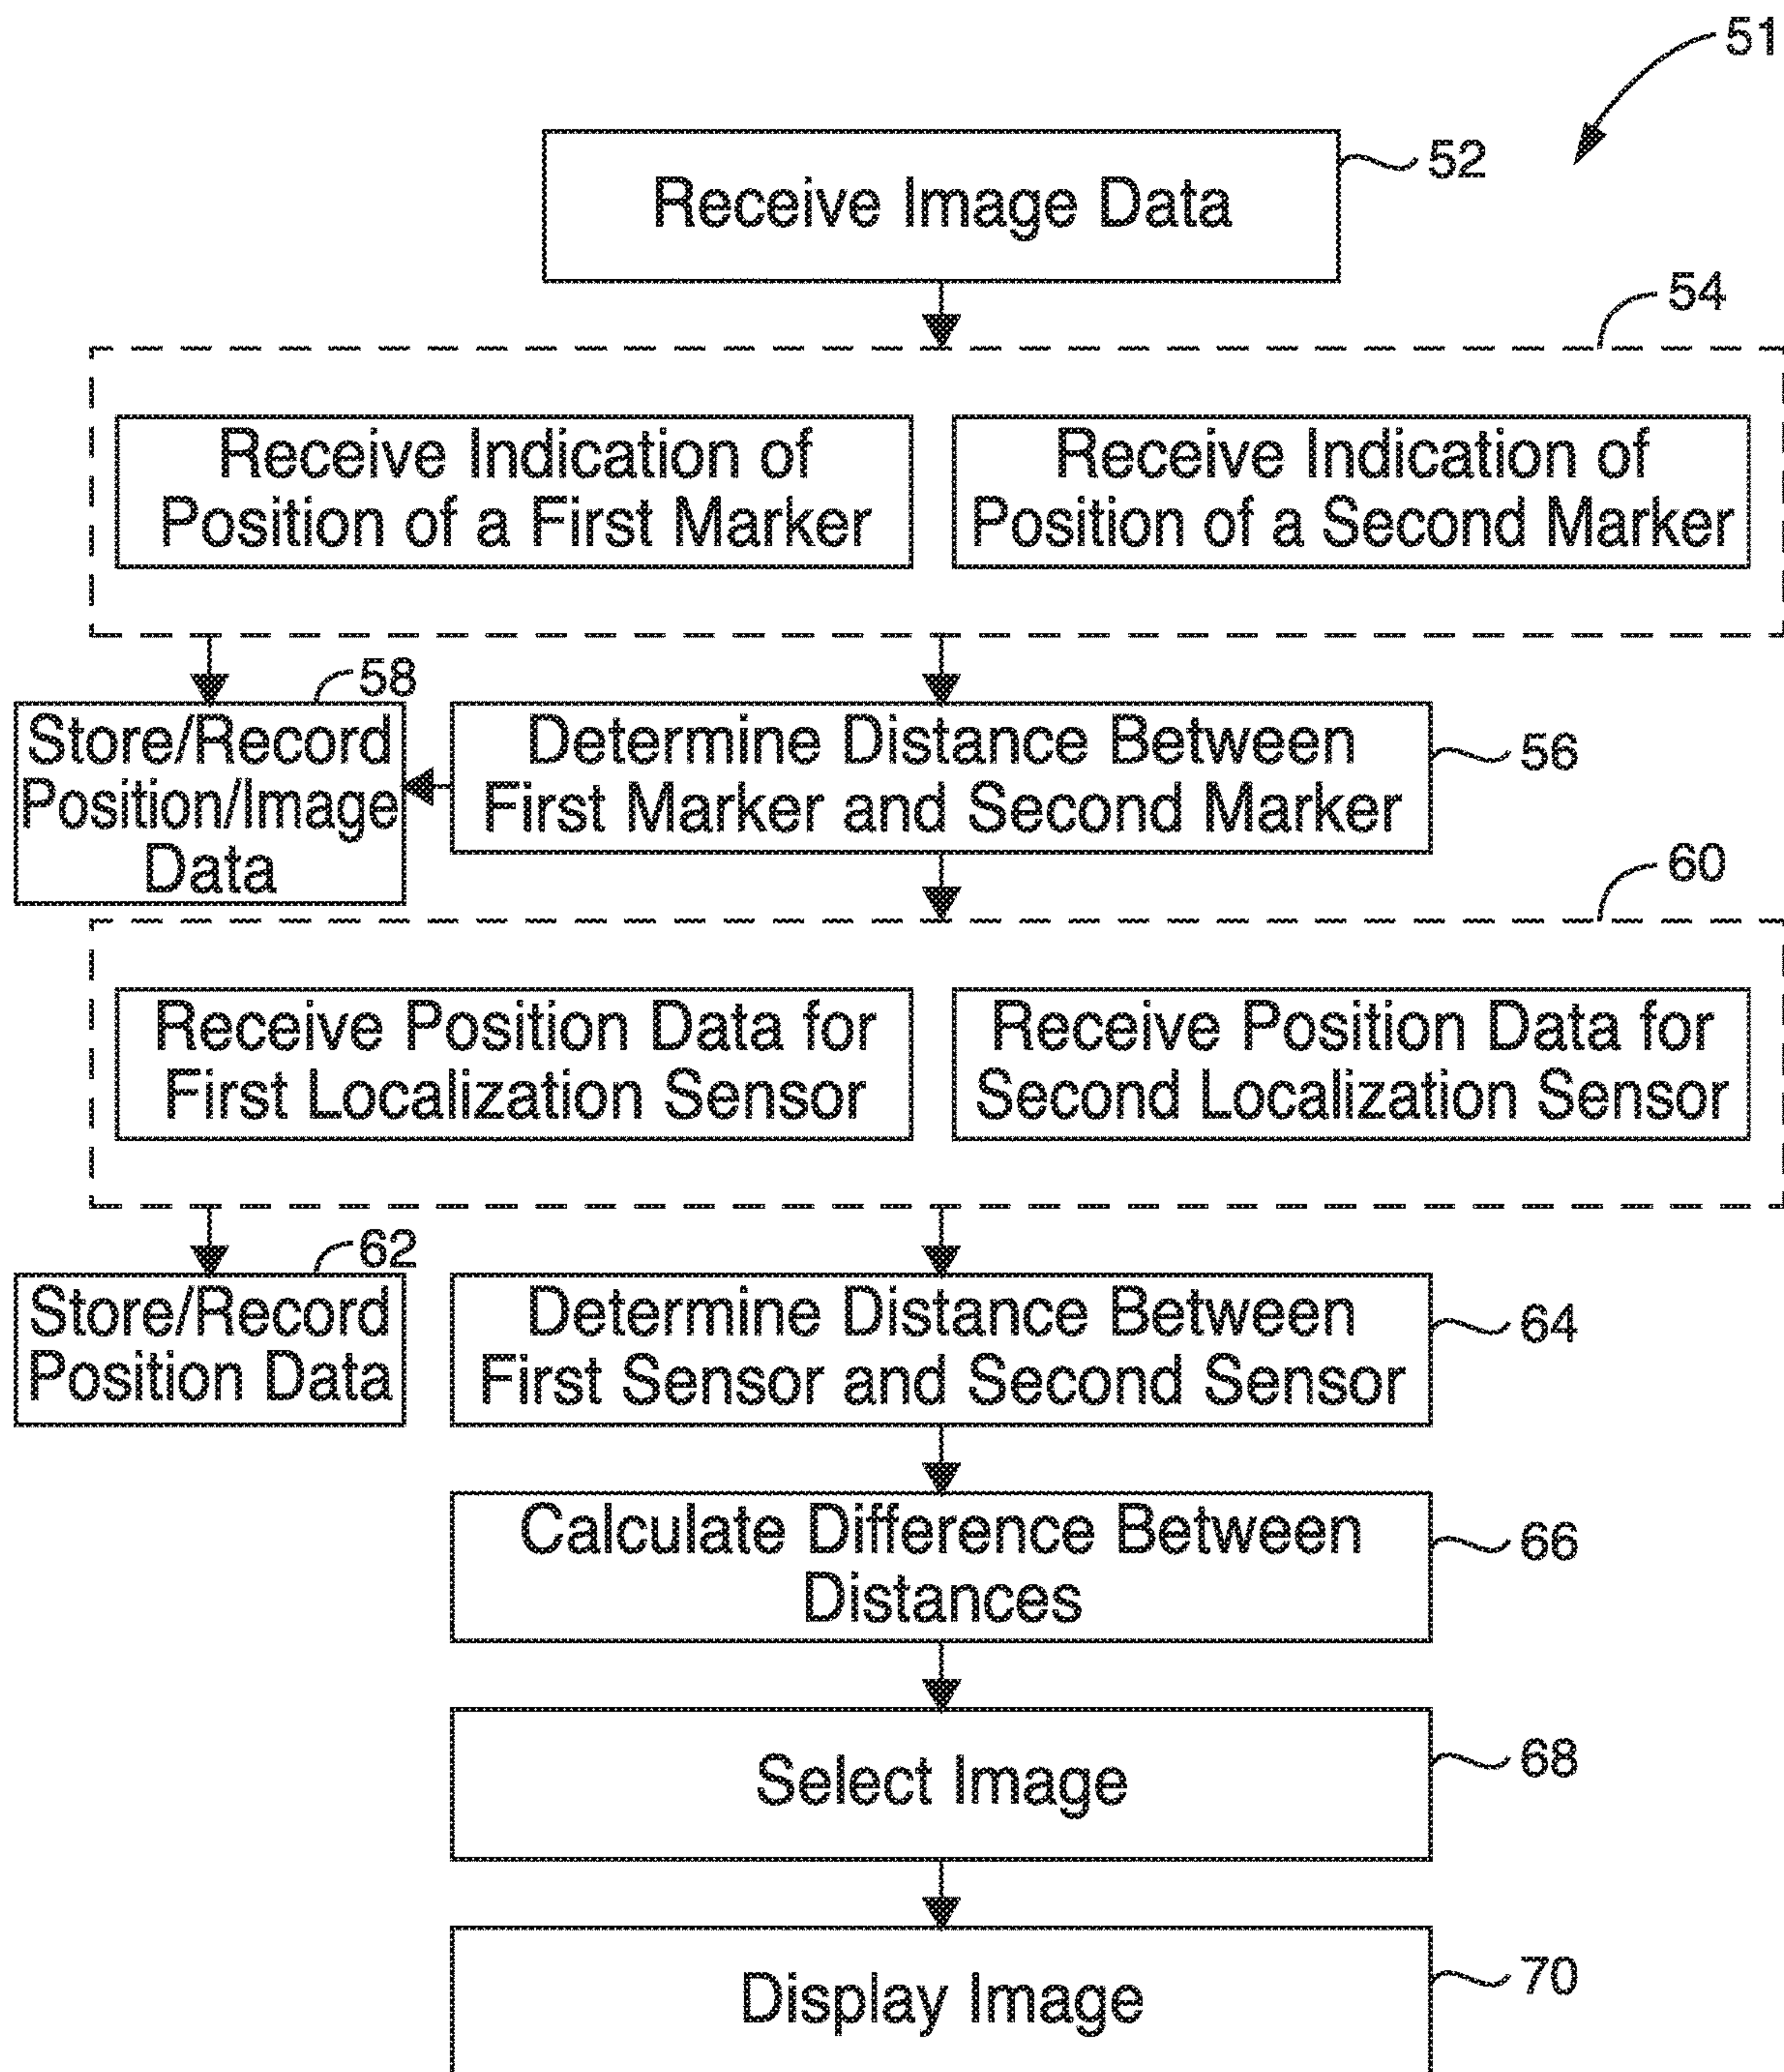 51
Receive Image Data
52
54
Receive Indication of
Position of a First Marker
Receive Indication of
Position of a Second Marker
58
Store/Record
Position/Image
Data
Determine Distance Between
First Marker and Second Marker
56
60
Receive Position Data for
First Localization Sensor
Receive Position Data for
Second Localization Sensor
62
Store/Record
Position Data
Determine Distance Between
First Sensor and Second Sensor
64
Calculate Difference Between
Distances
66
Select Image
68
Display Image
70